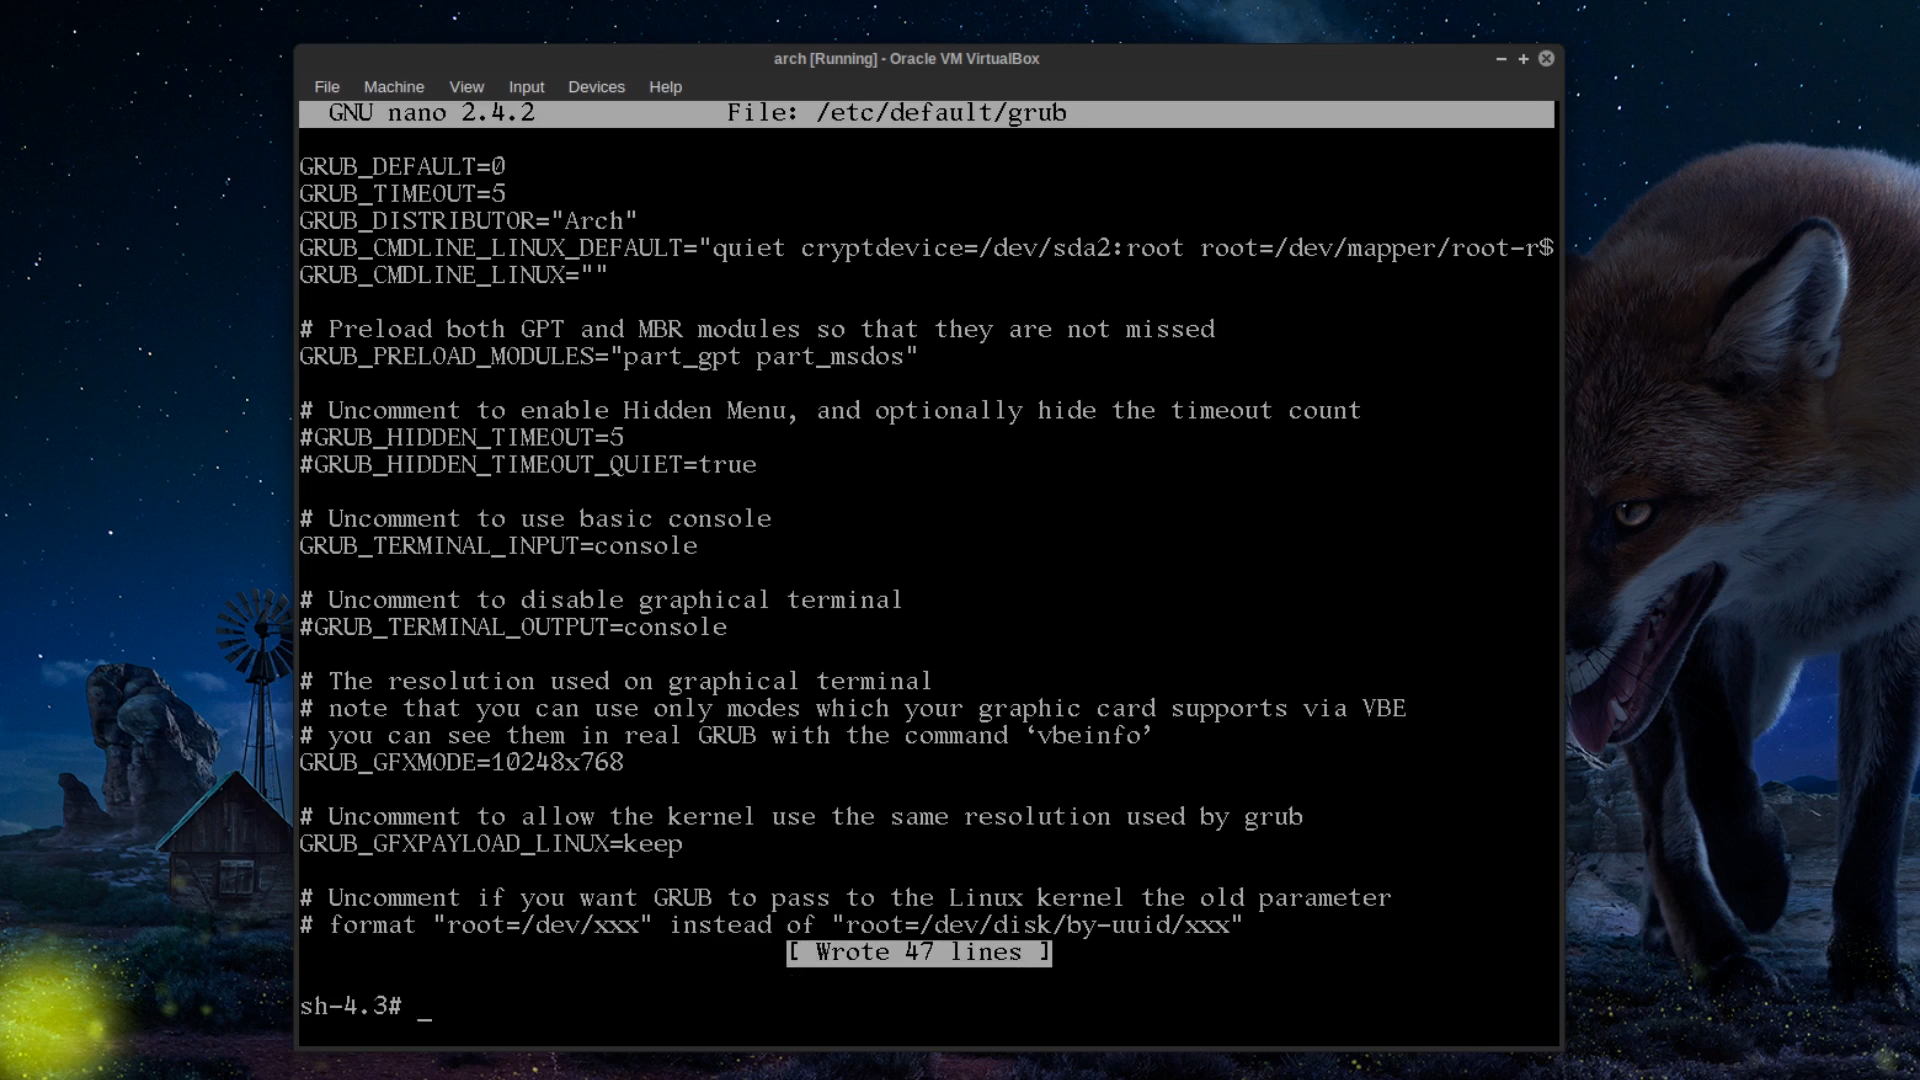 arch [Running] - Oracle VM VirtualBox
File Machine View Input Devices Help
GNU nano 2.4.2 File: /etc/default/grub
GRUB_DEFAULT=0
GRUB_TIMEOUT=5
GRUB_DISTRIBUTOR="Arch"
GRUB_CMDLINE_LINUX_DEFAULT="quiet cryptdevice=/dev/sda2:root root=/dev/mapper/root-r$
GRUB_CMDLINE_LINUX=""
# Preload both GPT and MBR modules so that they are not missed
GRUB_PRELOAD_MODULES="part_gpt part_msdos"
# Uncomment to enable Hidden Menu, and optionally hide the timeout count
#GRUB_HIDDEN_TIMEOUT=5
#GRUB_HIDDEN_TIMEOUT_QUIET=true
# Uncomment to use basic console
GRUB_TERMINAL_INPUT=console
# Uncomment to disable graphical terminal
#GRUB_TERMINAL_OUTPUT=console
# The resolution used on graphical terminal
# note that you can use only modes which your graphic card supports via VBE
# you can see them in real GRUB with the command ‘vbeinfo’
GRUB_GFXMODE=10248x768
# Uncomment to allow the kernel use the same resolution used by grub
GRUB_GFXPAYLOAD_LINUX=keep
# Uncomment if you want GRUB to pass to the Linux kernel the old parameter
# format "root=/dev/xxx" instead of "root=/dev/disk/by-uuid/xxx"
[ Wrote 47 lines ]
sh-4.3# _